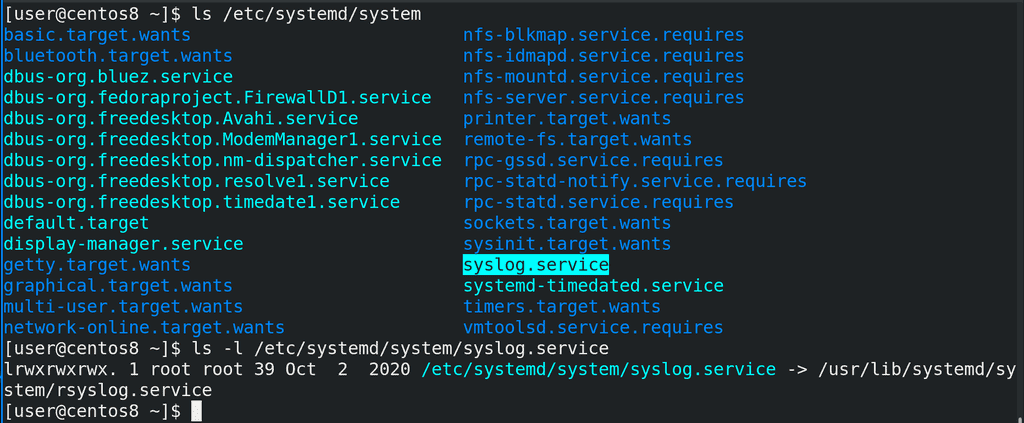 [user@centos8 ~]$ ls /etc/systemd/system
basic.target.wants nfs-blkmap.service.requires
bluetooth.target.wants nfs-idmapd.service.requires
dbus-org.bluez.service nfs-mountd.service.requires
dbus-org.fedoraproject.FirewallD1.service nfs-server.service.requires
dbus-org.freedesktop.Avahi.service printer.target.wants
dbus-org.freedesktop.ModemManager1.service remote-fs.target.wants
dbus-org.freedesktop.nm-dispatcher.service rpc-gssd.service.requires
dbus-org.freedesktop.resolve1.service rpc-statd-notify.service.requires
dbus-org.freedesktop.timedate1.service rpc-statd.service.requires
default.target sockets.target.wants
display-manager.service sysinit.target.wants
getty.target.wants syslog.service
graphical.target.wants systemd-timedated.service
multi-user.target.wants timers.target.wants
network-online.target.wants vmtoolsd.service.requires
[user@centos8 ~]$ ls -l /etc/systemd/system/syslog.service
lrwxrwxrwx. 1 root root 39 Oct  2  2020 /etc/systemd/system/syslog.service -> /usr/lib/systemd/sy
stem/rsyslog.service
[user@centos8 ~]$